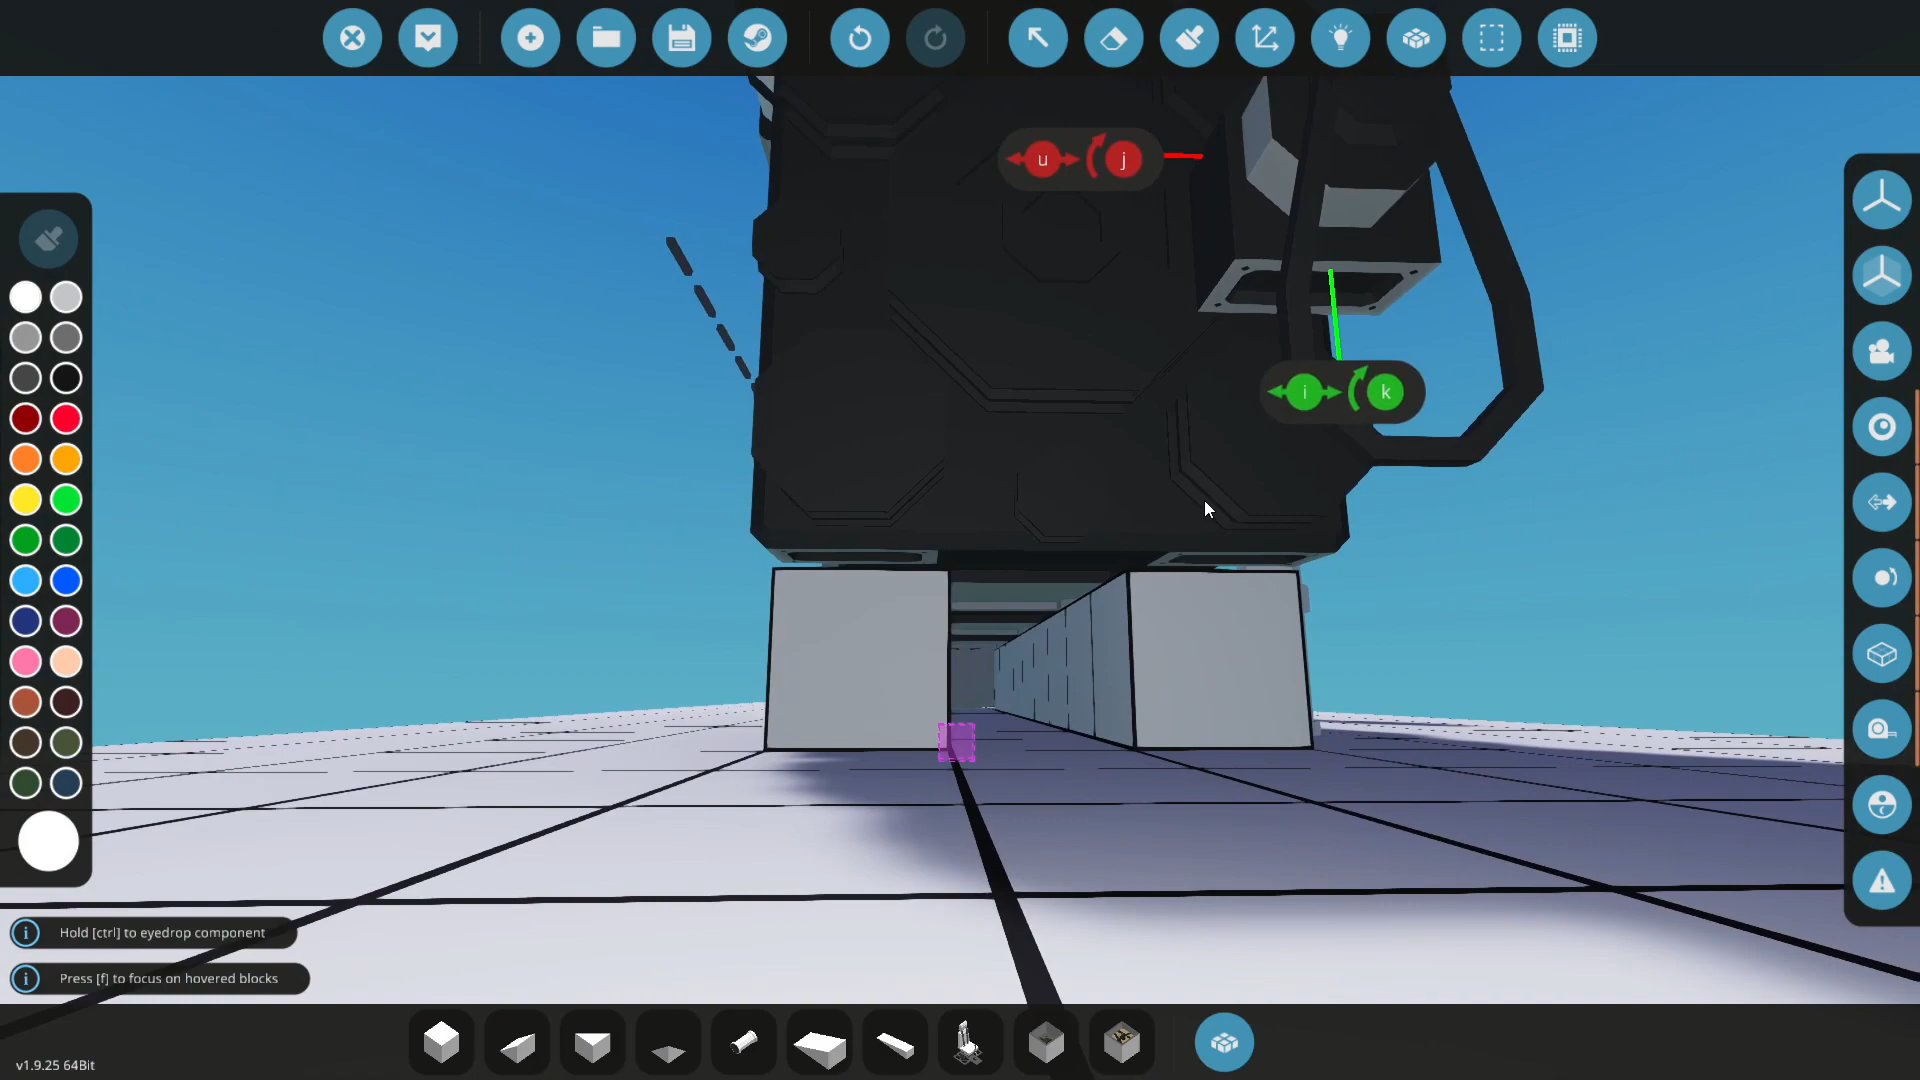 u j
i k
Hold [ctrl] to eyedrop component
Press [f] to focus on hovered blocks
v1.9.25 64Bit